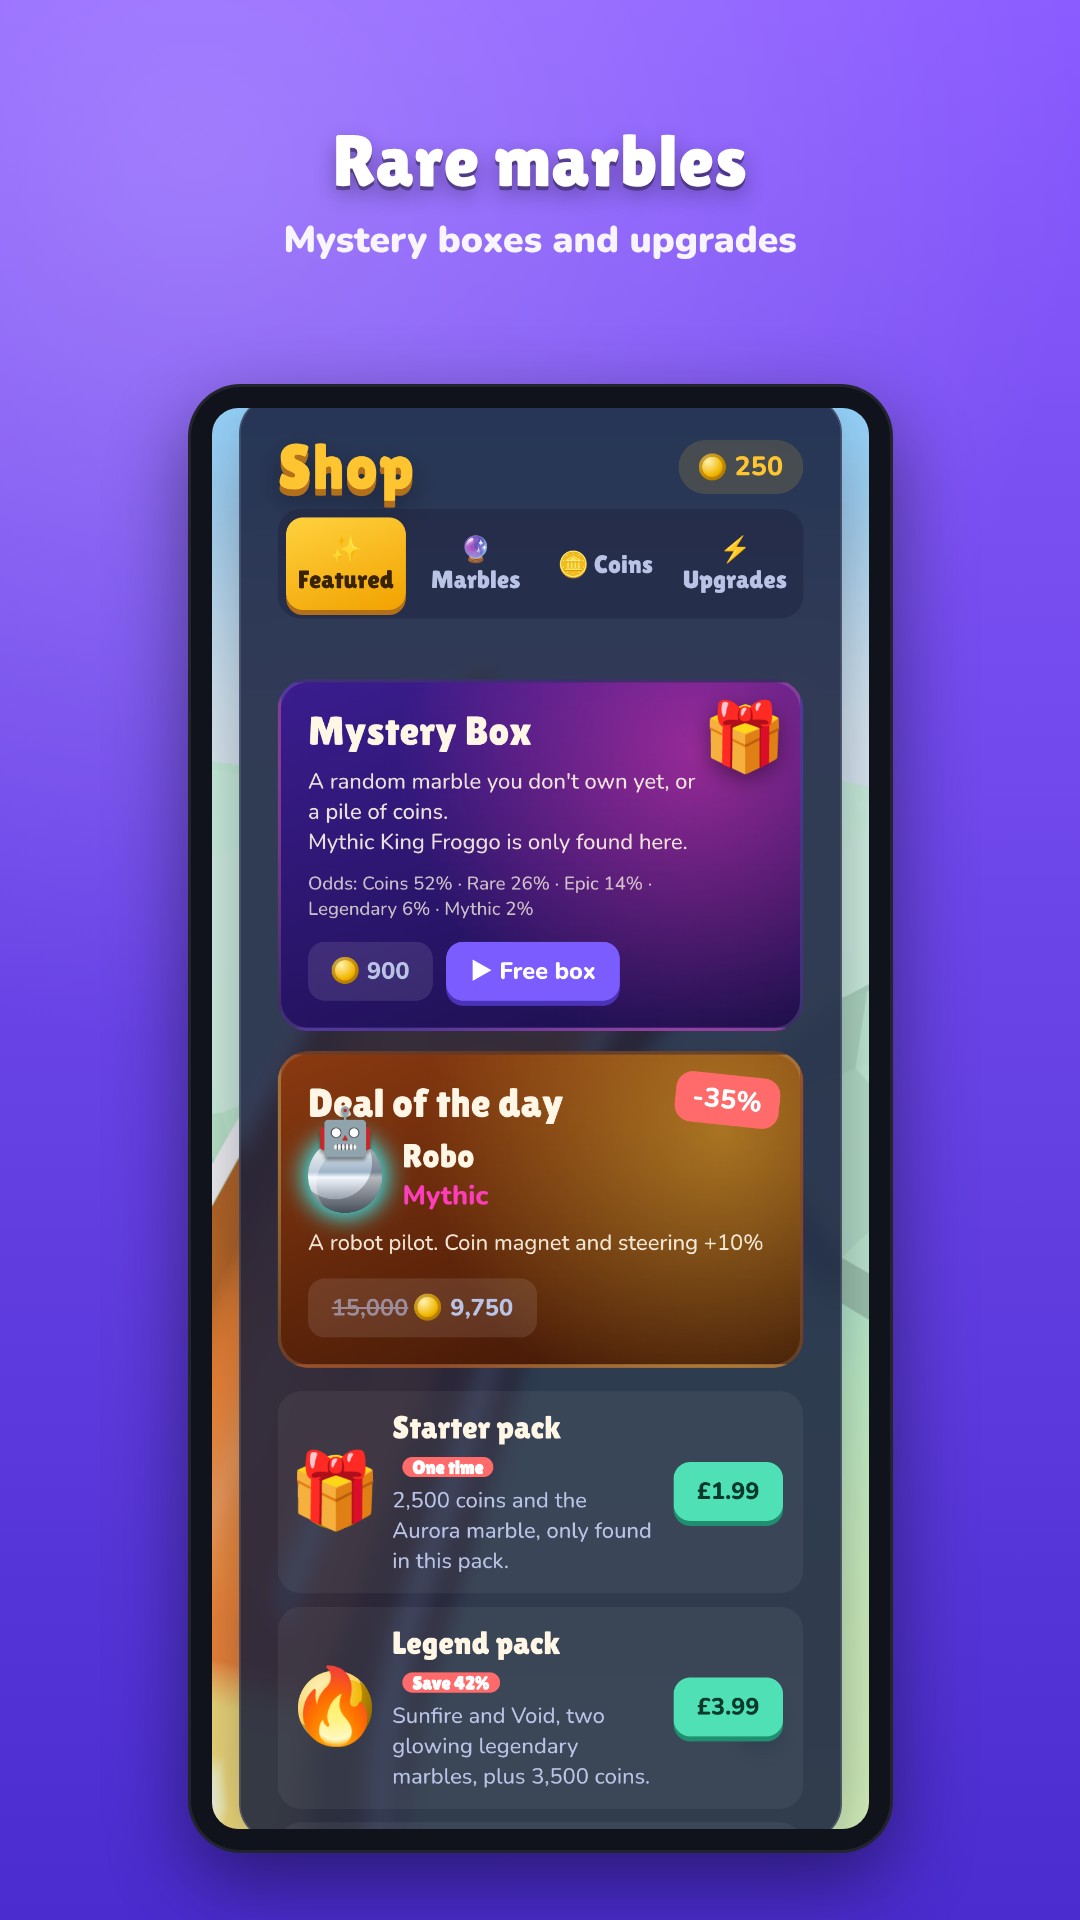 Rare marbles
Mystery boxes and upgrades
Shop
250
Featured
Marbles
Coins
Upgrades
Mystery Box
A random marble you don't own yet, or
a pile of coins.
Mythic King Froggo is only found here.
Odds: Coins 52% · Rare 26% · Epic 14% ·
Legendary 6% · Mythic 2%
900
▶ Free box
Deal of the day
-35%
Robo
Mythic
A robot pilot. Coin magnet and steering +10%
15,000 9,750
Starter pack
One time
2,500 coins and the
Aurora marble, only found
in this pack.
£1.99
Legend pack
Save 42%
Sunfire and Void, two
glowing legendary
marbles, plus 3,500 coins.
£3.99